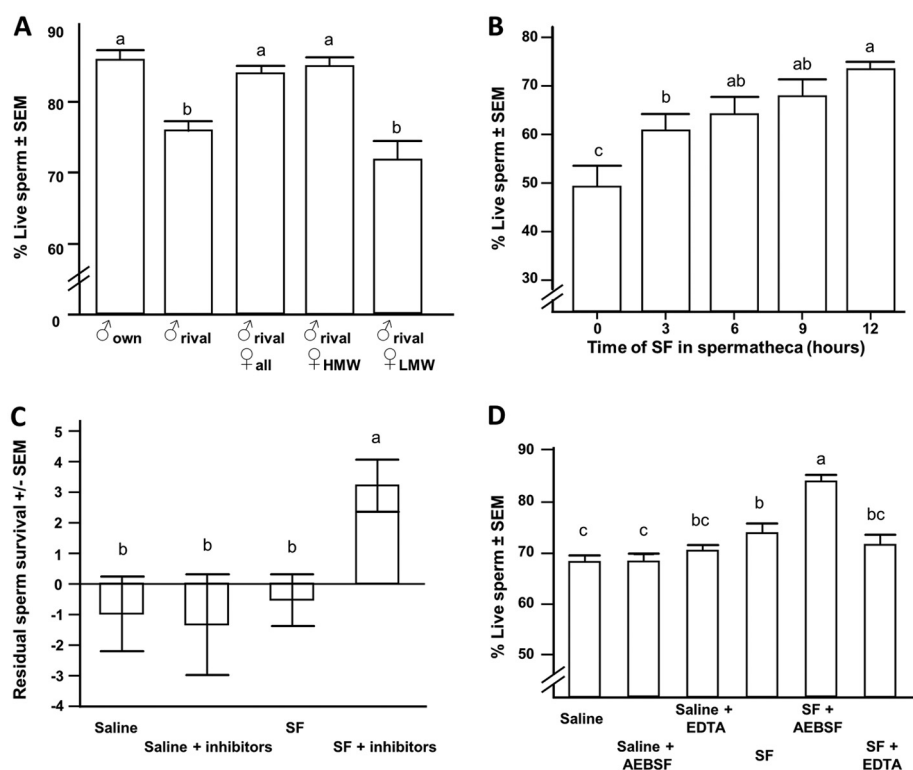 A
% Live sperm ± SEM
90
80
70
60
0
a
b
a
a
b
♂own
♂rival
♂rival
♀all
♂rival
♀HMW
♂rival
♀LMW
B
% Live sperm ± SEM
80
70
60
50
40
30
c
b
ab
ab
a
0 3 6 9 12
Time of SF in spermatheca (hours)
C
Residual sperm survival +/- SEM
5
4
3
2
1
0
-1
-2
-3
-4
b
b
b
a
Saline
Saline + inhibitors
SF
SF + inhibitors
D
% Live sperm ± SEM
90
80
70
60
50
c
c
bc
b
a
bc
Saline
Saline +
AEBSF
Saline +
EDTA
SF
SF +
AEBSF
SF +
EDTA